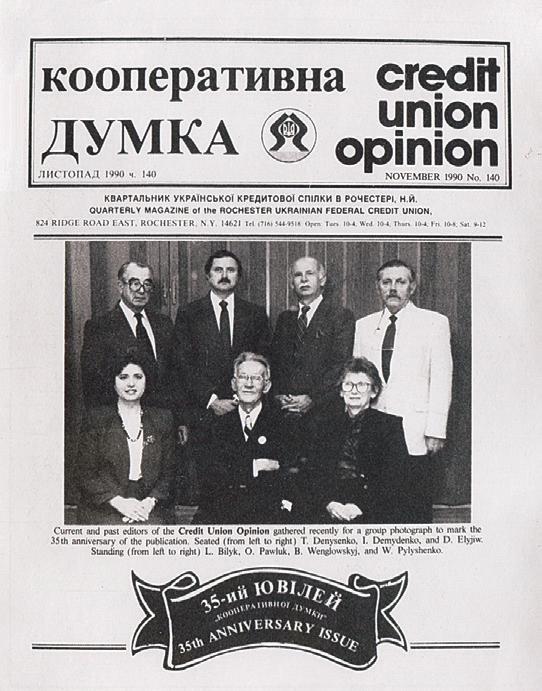 кооперативна
ДУМКА
credit
union
opinion
ЛИСТОПАД 1990 ч. 140
NOVEMBER 1990 No. 140
КВАРТАЛЬНИК УКРАЇНСЬКОЇ КРЕДИТОВОЇ СПІЛКИ В РОЧЕСТЕРІ, Н.Й.
QUARTERLY MAGAZINE of the ROCHESTER UKRAINIAN FEDERAL CREDIT UNION,
824 RIDGE ROAD EAST, ROCHESTER, N.Y. 14621 Tel. (716) 544-9518 Open: Tues. 10-4, Wed. 10-4, Thurs. 10-4, Fri. 10-8; Sat. 9-12
Current and past editors of the Credit Union Opinion gathered recently for a group photograph to mark the
35th anniversary of the publication. Seated (from left to right) T. Denysenko, I. Demydenko, and D. Elyjiw.
Standing (from left to right) L. Bilyk, O. Pawluk, B. Wenglowskyj, and W. Pylyshenko.
35-ий ЮВІЛЕЙ
„КООПЕРАТИВНОЇ ДУМКИ"
35th ANNIVERSARY ISSUE